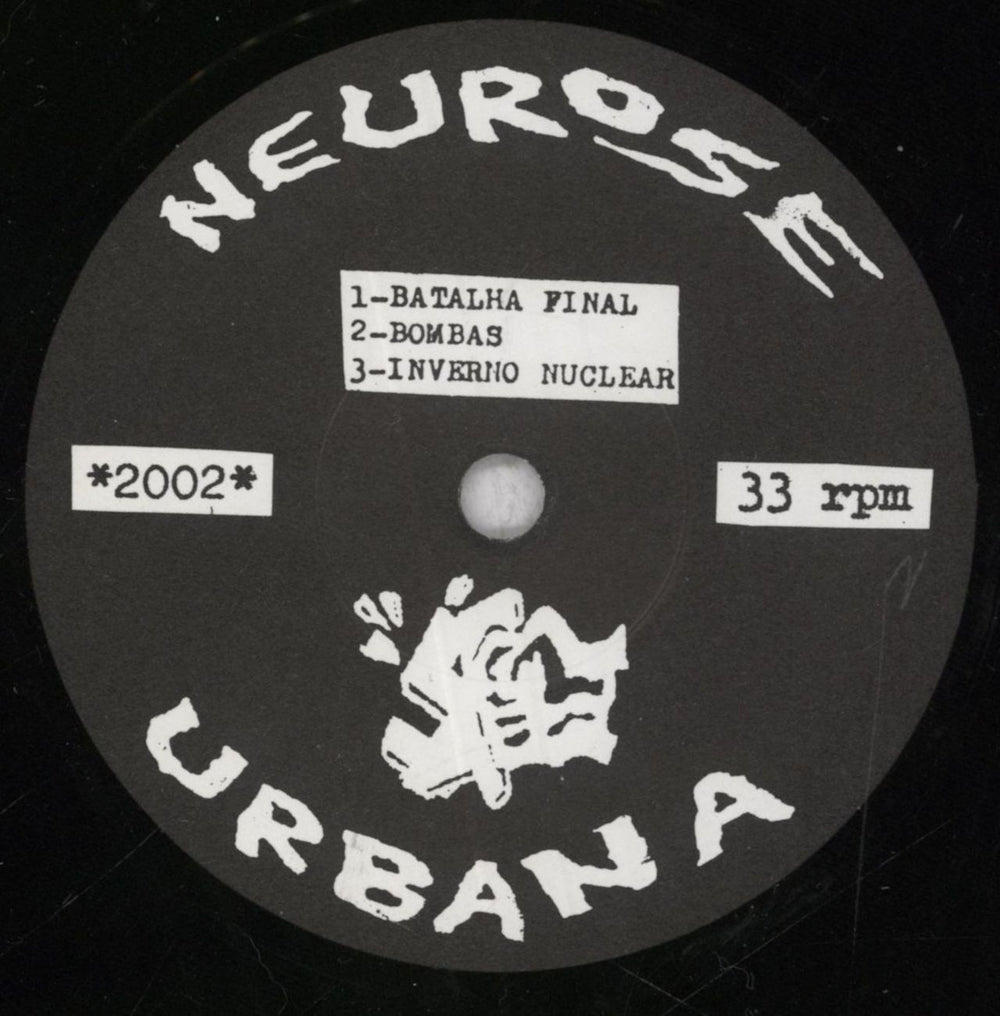 NEUROSE
1-BATALHA FINAL
2-BOMBAS
3-INVERNO NUCLEAR
*2002*
33 rpm
URBANA